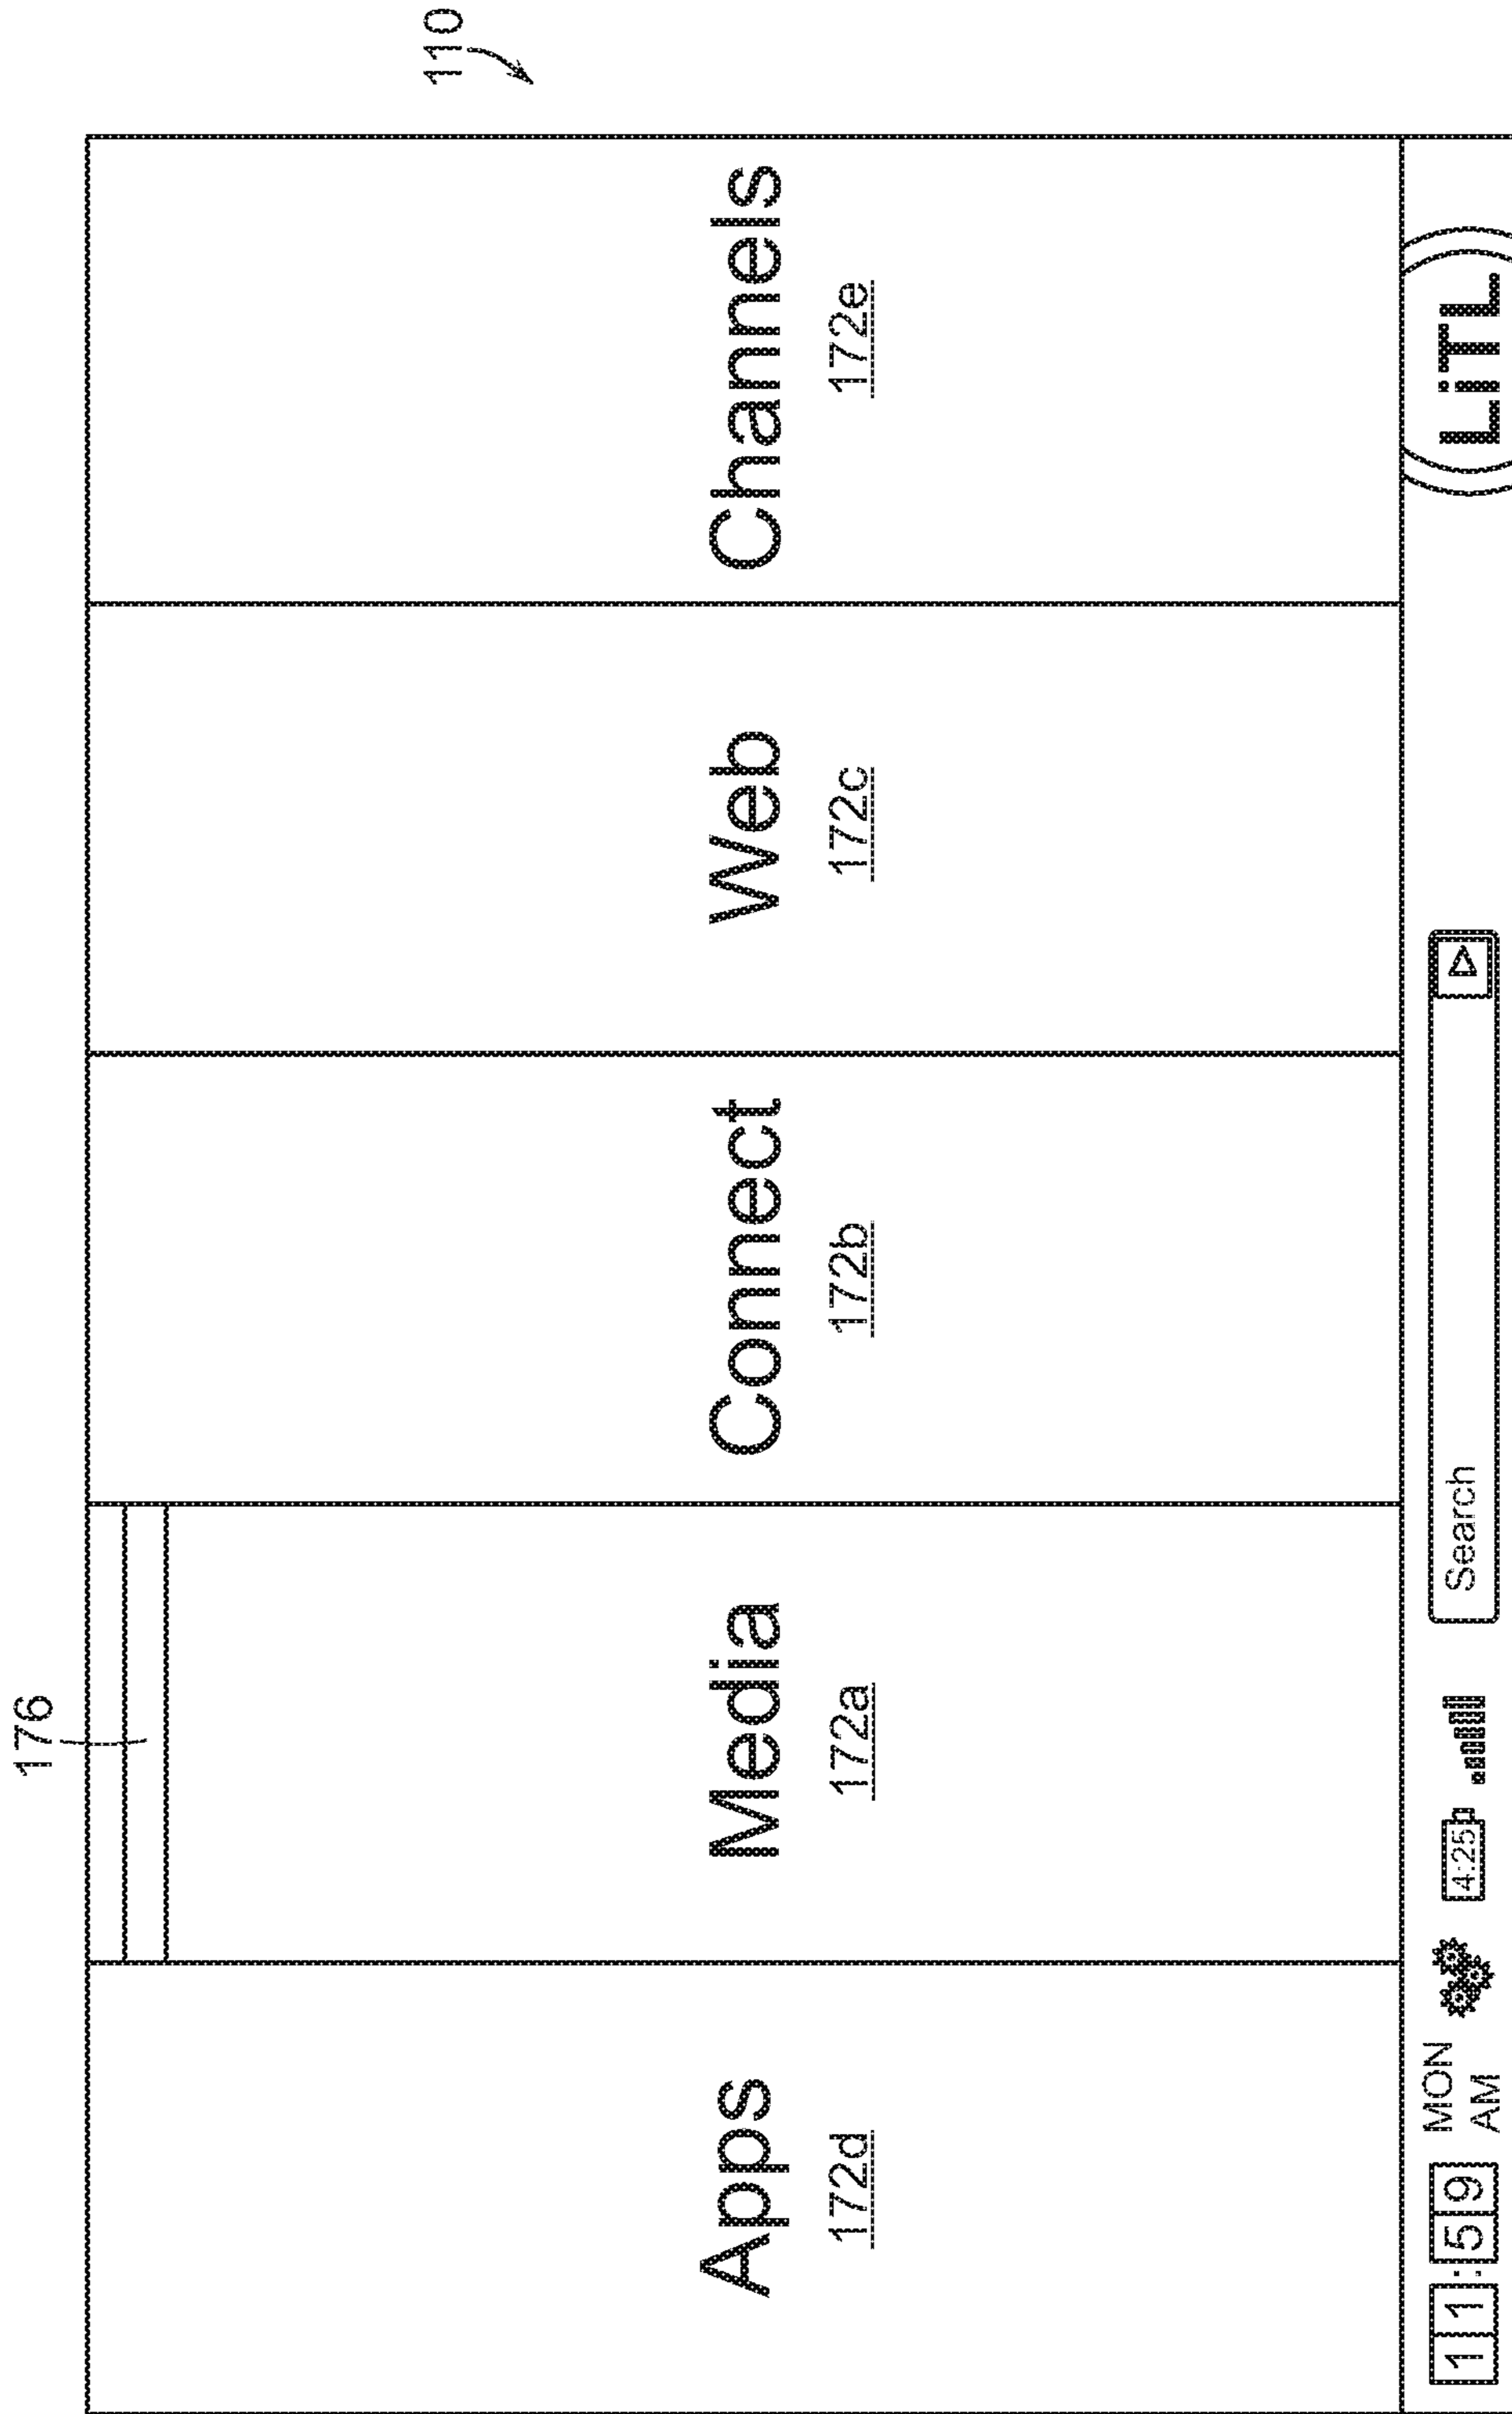 176
110
Apps
172d
Media
172a
Connect
172b
Web
172c
Channels
172e
11:59
MON
AM
4:25
Search
LiTL